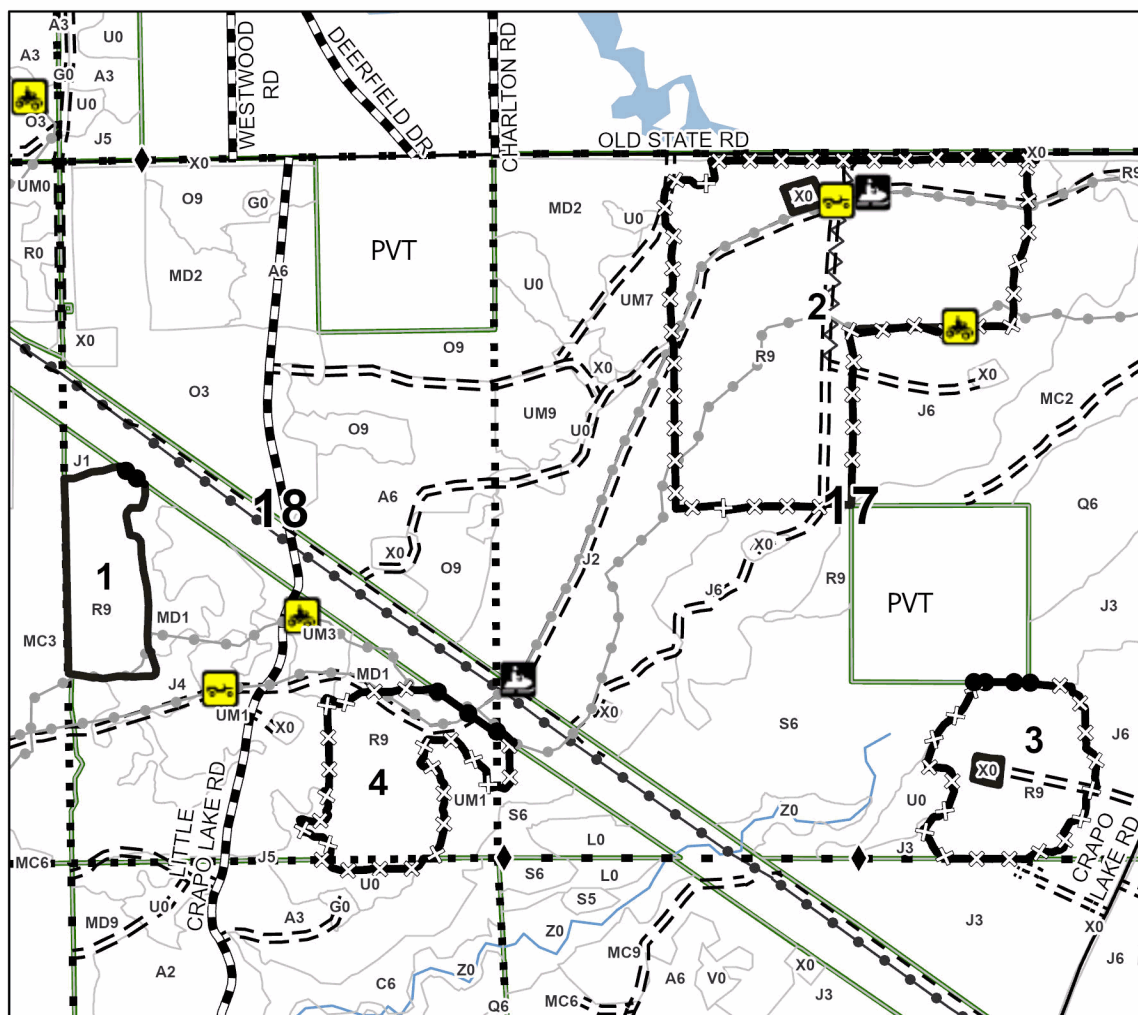 A3
U0
WESTWOOD
RD
DEERFIELD DR
CHARLTON RD
A3
G0
A3
U0
O3
J5
X0
OLD STATE RD
X0
R9
UM0
O9
G0
MD2
U0
X0
R0
MD2
A6
PVT
U0
UM7
2
X0
O9
X0
R9
X0
O3
J6
MC2
UM9
O9
U0
J1
A6
18
17
Q6
X0
O9
X0
J2
1
R9
J6
R9
PVT
J3
MD1
UM3
MC3
MD1
J4
UM1
X0
X0
R9
S6
3
J6
X0
R9
4
UM1
U0
S6
Z0
LITTLE
CRAPO LAKE RD
CRAPO
LAKE RD
L0
MC6
J5
J3
U0
S6
L0
S5
U0
MD9
A3
G0
J3
Z0
X0
MC9
A2
C6
Z0
A6
V0
X0
J6
MC6
J3
Q6